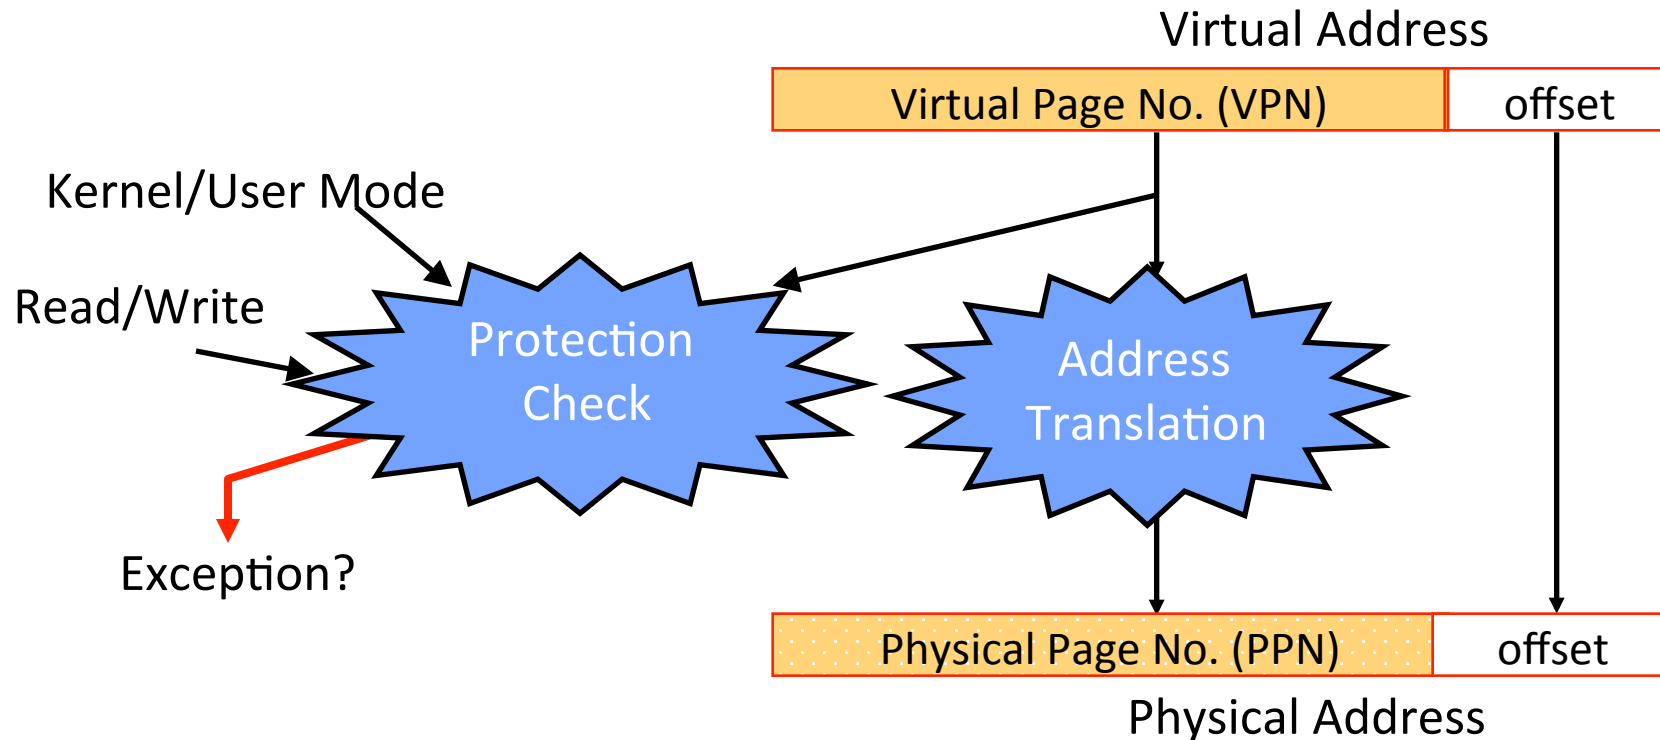 Virtual Address
Virtual Page No. (VPN) offset
Kernel/User Mode
Read/Write
Protection
Check
Address
Translation
Exception?
Physical Page No. (PPN) offset
Physical Address